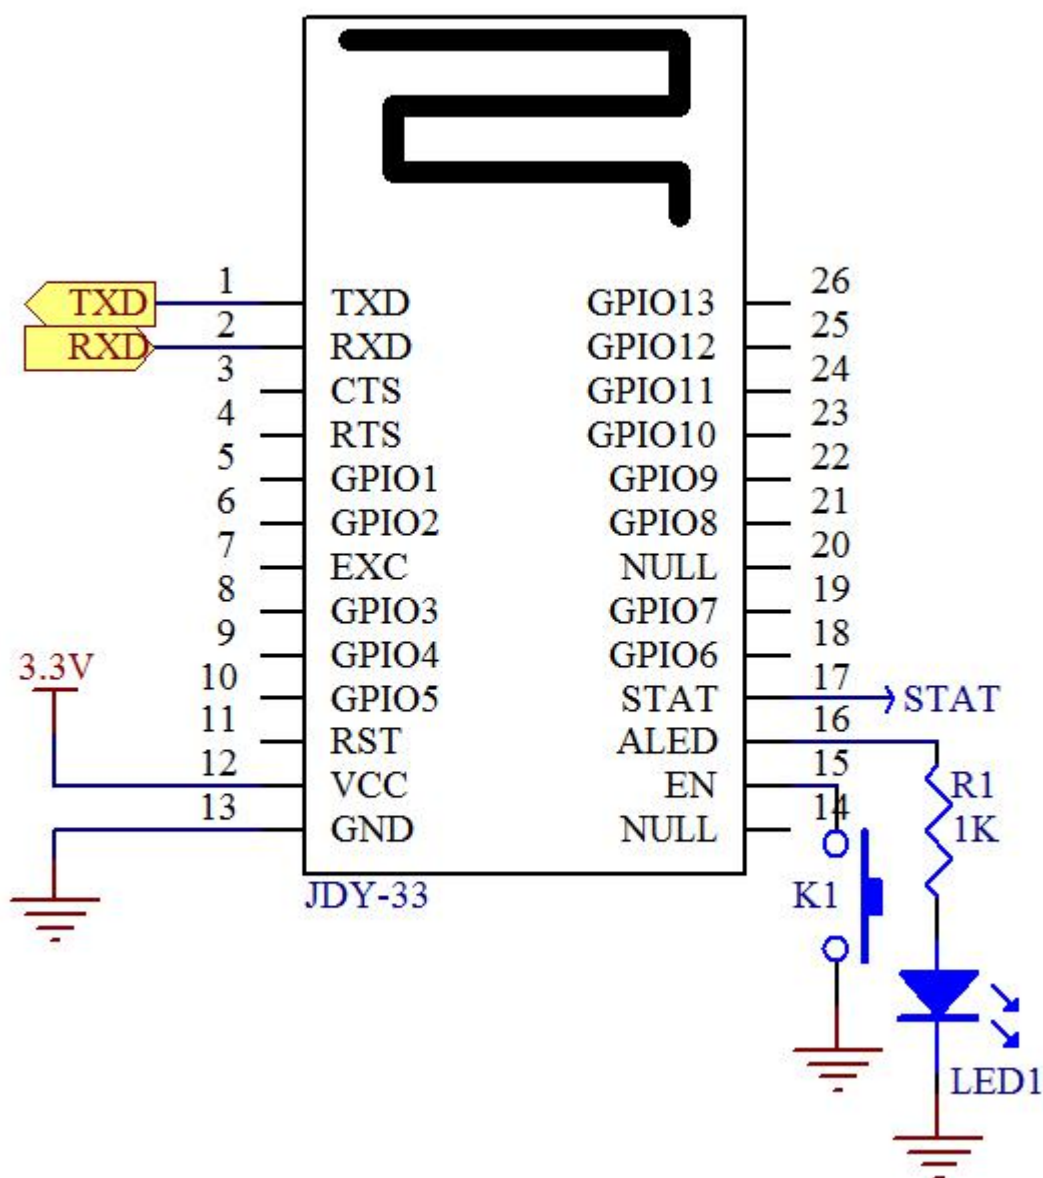 26
1
TXD TXD GPIO13
25
2
RXD RXD GPIO12
24
3
CTS GPIO11
23
4
RTS GPIO10
22
5
GPIO1 GPIO9
21
6
GPIO2 GPIO8
20
7
EXC NULL
19
8
GPIO3 GPIO7
18
9
GPIO4 GPIO6
3.3V
17
10
GPIO5 STAT STAT
16
11
RST ALED
15
12
VCC EN R1
14
13
GND NULL 1K
JDY-33 K1
LED1